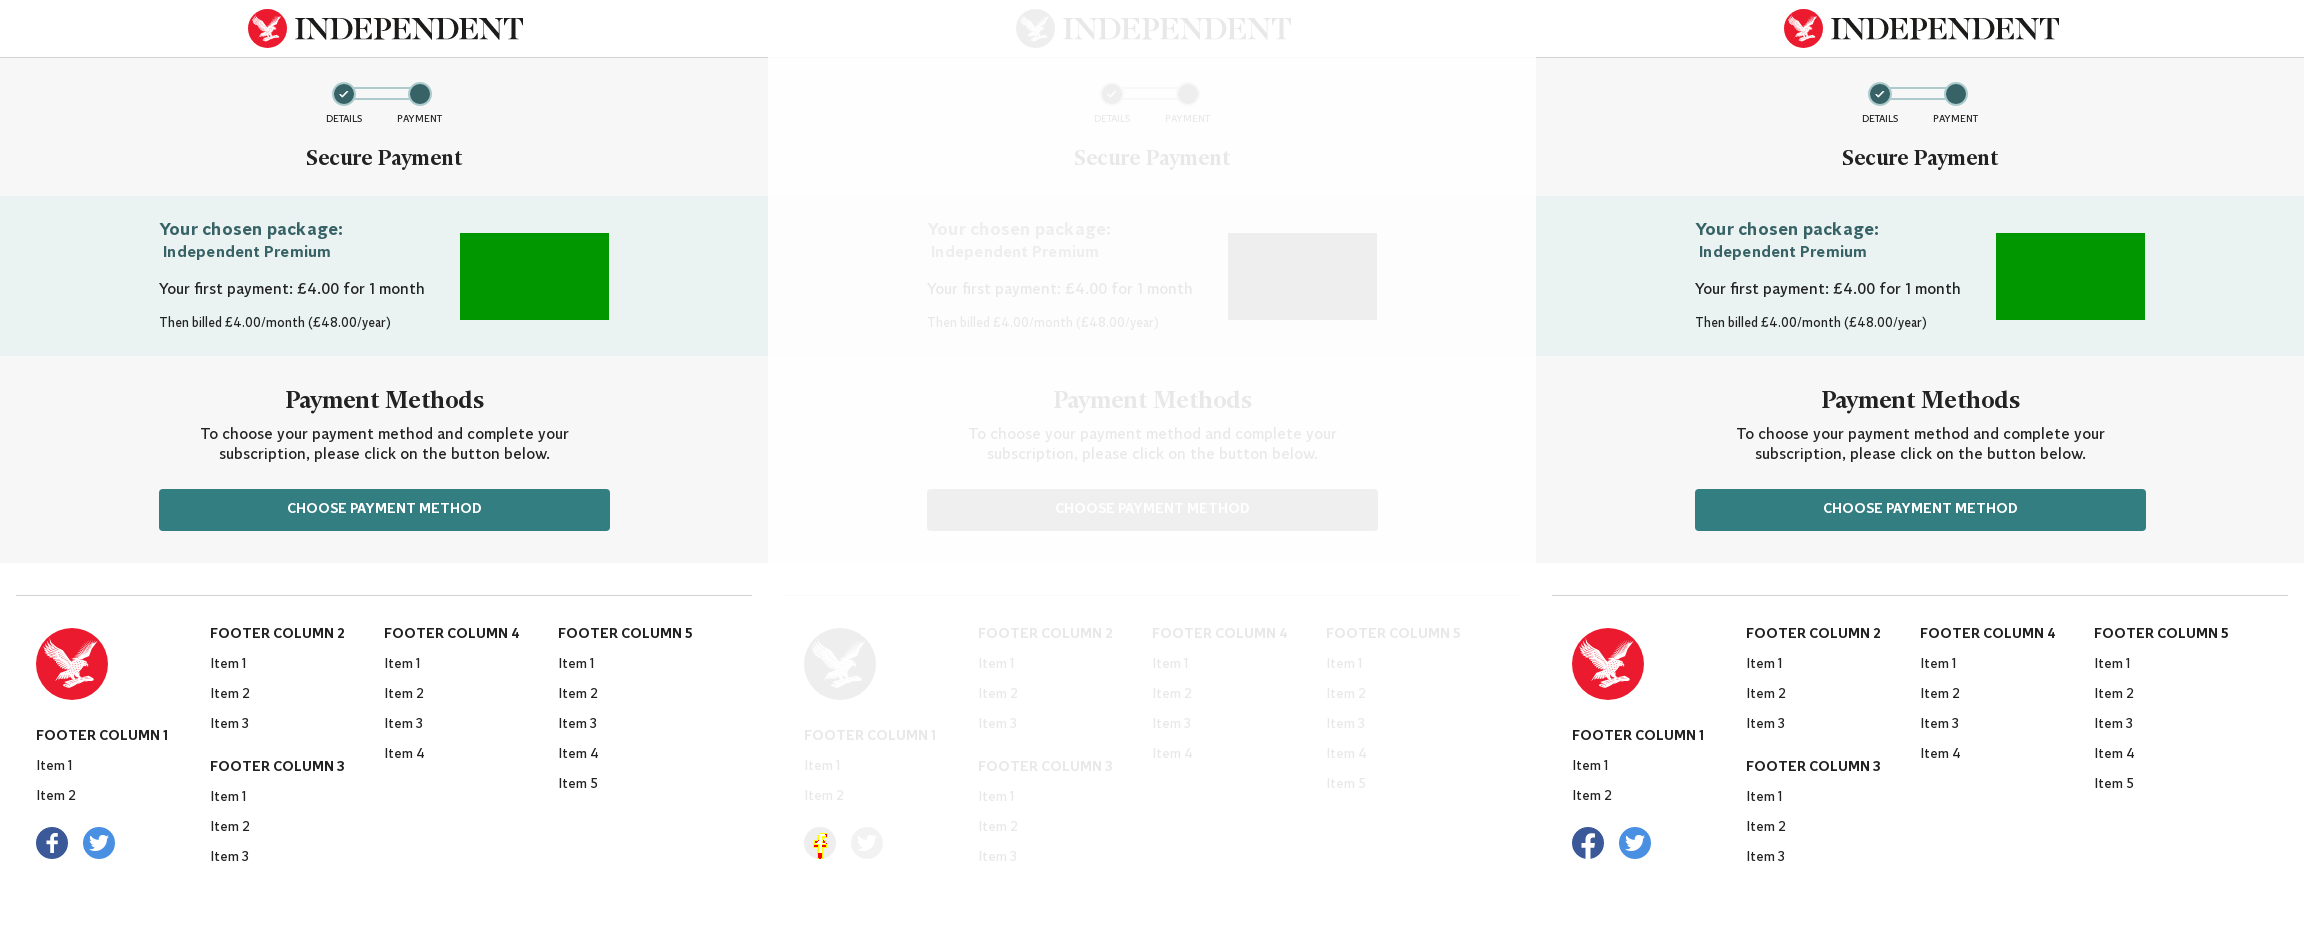 INDEPENDENT
DETAILS PAYMENT
Secure Payment
Your chosen package:
Independent Premium
Your first payment: £4.00 for 1 month
Then billed £4.00/month (£48.00/year)
Payment Methods
To choose your payment method and complete your
subscription, please click on the button below.
CHOOSE PAYMENT METHOD
FOOTER COLUMN 1
Item 1
Item 2
FOOTER COLUMN 2
Item 1
Item 2
Item 3
FOOTER COLUMN 3
Item 1
Item 2
Item 3
FOOTER COLUMN 4
Item 1
Item 2
Item 3
Item 4
FOOTER COLUMN 5
Item 1
Item 2
Item 3
Item 4
Item 5
INDEPENDENT
DETAILS PAYMENT
Secure Payment
Your chosen package:
Independent Premium
Your first payment: £4.00 for 1 month
Then billed £4.00/month (£48.00/year)
Payment Methods
To choose your payment method and complete your
subscription, please click on the button below.
CHOOSE PAYMENT METHOD
FOOTER COLUMN 1
Item 1
Item 2
FOOTER COLUMN 2
Item 1
Item 2
Item 3
FOOTER COLUMN 3
Item 1
Item 2
Item 3
FOOTER COLUMN 4
Item 1
Item 2
Item 3
Item 4
FOOTER COLUMN 5
Item 1
Item 2
Item 3
Item 4
Item 5
INDEPENDENT
DETAILS PAYMENT
Secure Payment
Your chosen package:
Independent Premium
Your first payment: £4.00 for 1 month
Then billed £4.00/month (£48.00/year)
Payment Methods
To choose your payment method and complete your
subscription, please click on the button below.
CHOOSE PAYMENT METHOD
FOOTER COLUMN 1
Item 1
Item 2
FOOTER COLUMN 2
Item 1
Item 2
Item 3
FOOTER COLUMN 3
Item 1
Item 2
Item 3
FOOTER COLUMN 4
Item 1
Item 2
Item 3
Item 4
FOOTER COLUMN 5
Item 1
Item 2
Item 3
Item 4
Item 5